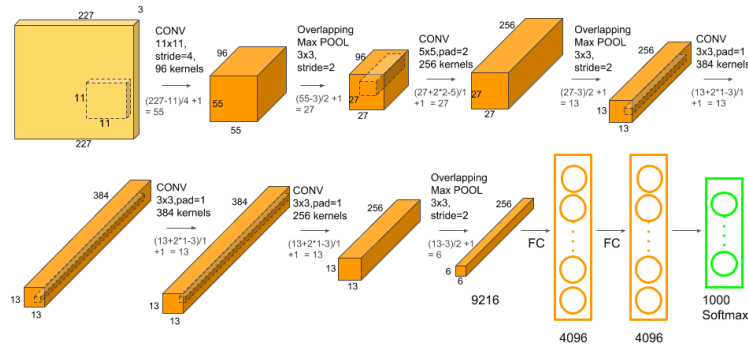 227
3
11
11
227
CONV
11x11,
stride=4,
96 kernels
(227-11)/4 +1
= 55
96
55
55
Overlapping
Max POOL
3x3,
stride=2
(55-3)/2 +1
= 27
96
27
27
CONV
5x5,pad=2
256 kernels
(27+2*2-5)/1
+1 = 27
256
27
27
Overlapping
Max POOL
3x3,
stride=2
(27-3)/2 +1
= 13
256
13
13
CONV
3x3,pad=1
384 kernels
(13+2*1-3)/1
+1 = 13
384
13
13
CONV
3x3,pad=1
384 kernels
(13+2*1-3)/1
+1 = 13
384
13
13
CONV
3x3,pad=1
256 kernels
(13+2*1-3)/1
+1 = 13
256
13
13
Overlapping
Max POOL
3x3,
stride=2
(13-3)/2 +1
= 6
256
6
6
9216
FC
4096
FC
4096
1000
Softmax